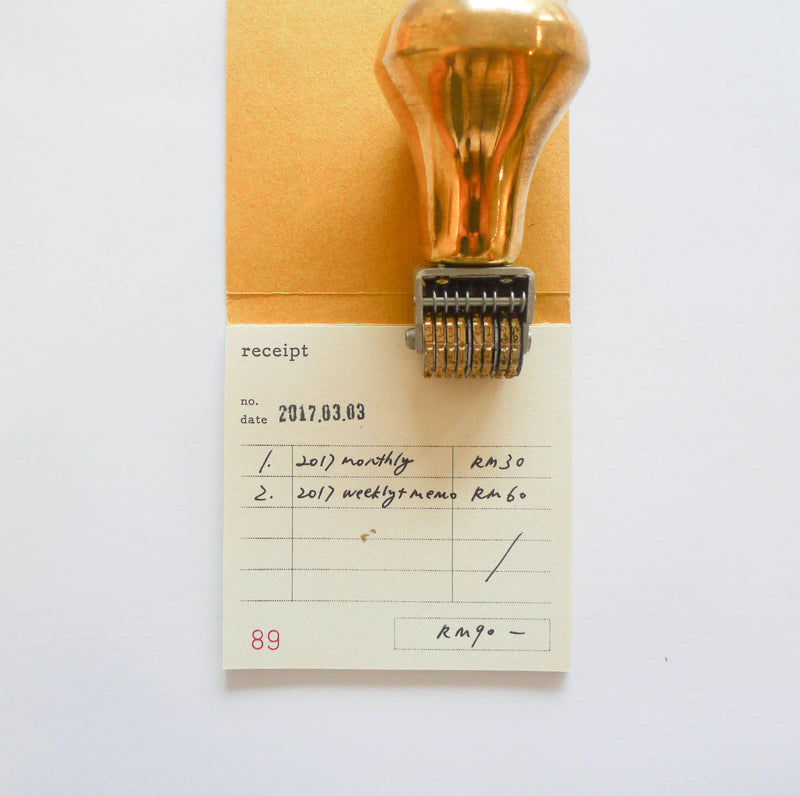 receipt
no.
date 2017.03.03
1. 2017 monthly RM30
2. 2017 weekly+memo RM60
89 RM90 –